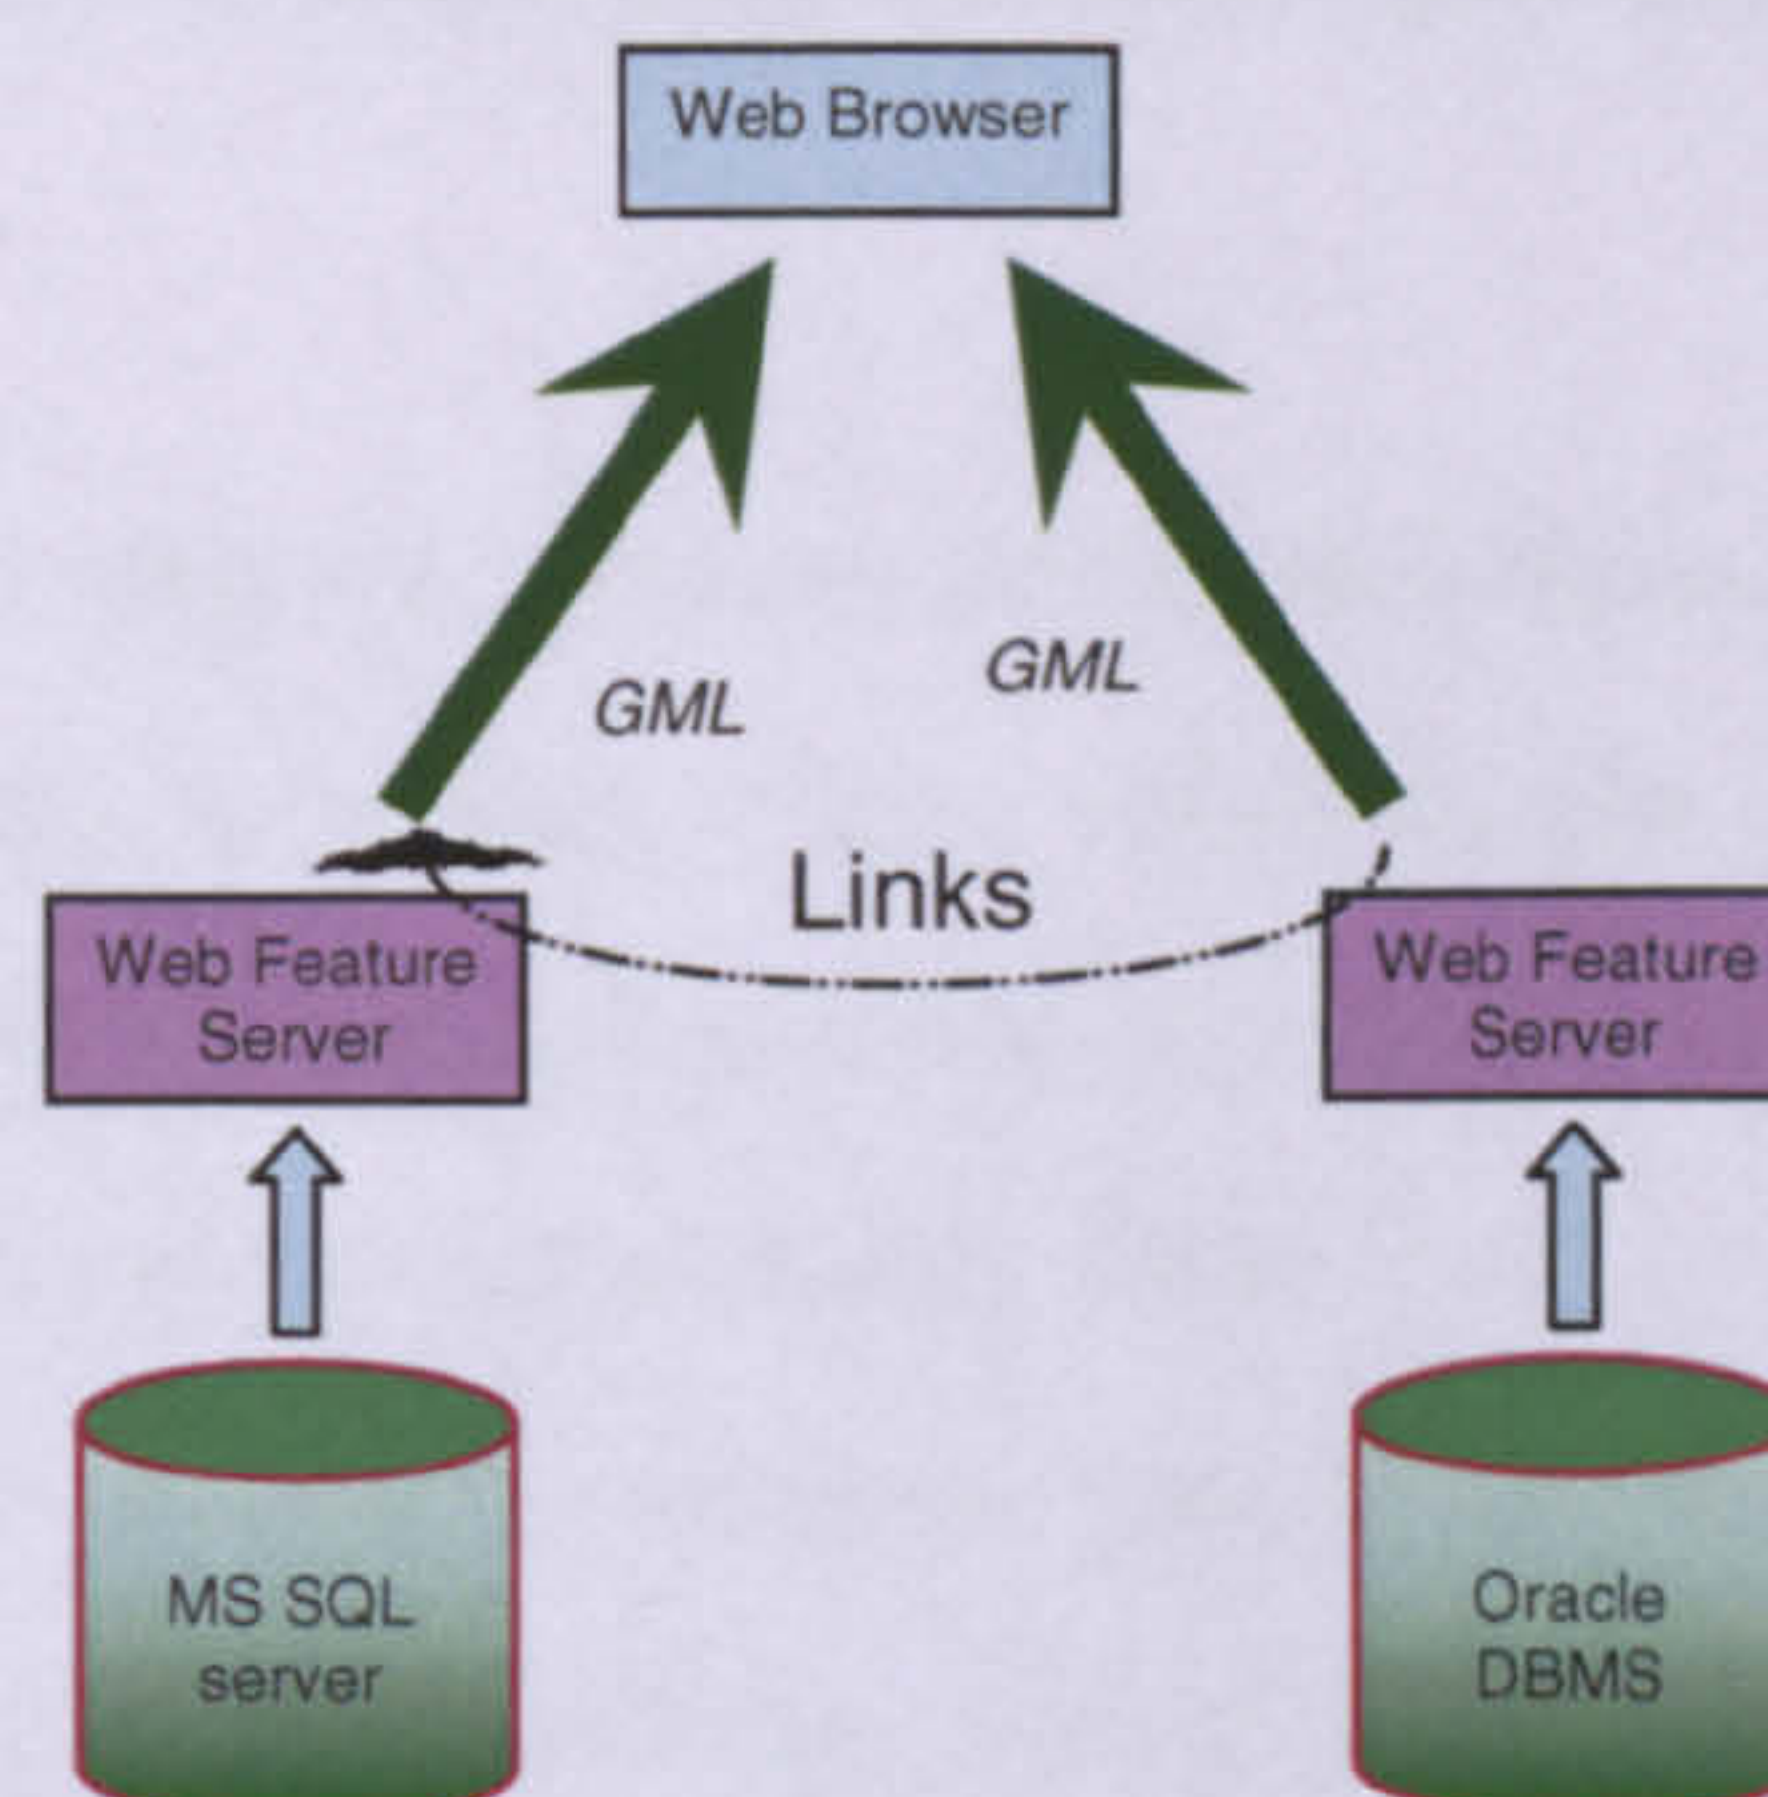 Web Browser
GML
GML
Links
Web Feature
Server
Web Feature
Server
MS SQL
server
Oracle
DBMS